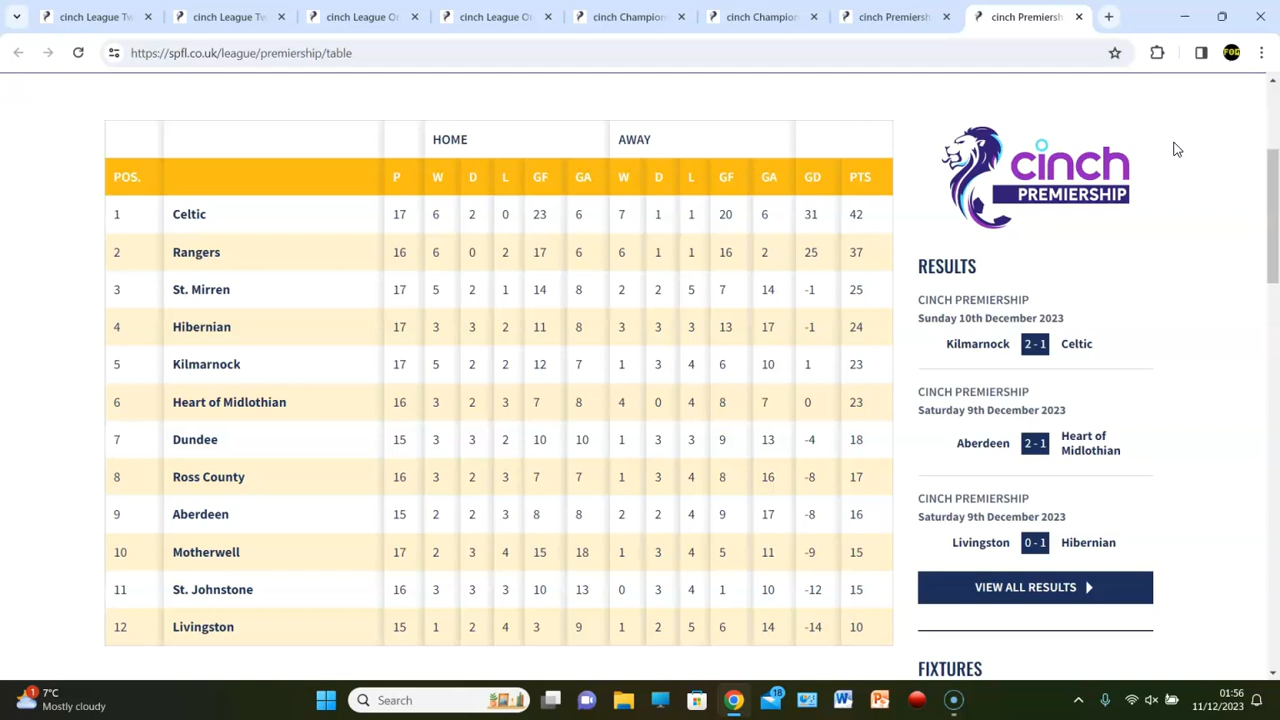 cinch League Tw
cinch League Tw
cinch League O
cinch League O
cinch Champion
cinch Champion
cinch Premiersh
cinch Premiersh
https://spfl.co.uk/league/premiership/table
FOG
HOME AWAY
POS. P W D L GF GA W D L GF GA GD PTS
1 Celtic 17 6 2 0 23 6 7 1 1 20 6 31 42
2 Rangers 16 6 0 2 17 6 6 1 1 16 2 25 37
3 St. Mirren 17 5 2 1 14 8 2 2 5 7 14 -1 25
4 Hibernian 17 3 3 2 11 8 3 3 3 13 17 -1 24
5 Kilmarnock 17 5 2 2 12 7 1 3 4 6 10 1 23
6 Heart of Midlothian 16 3 2 3 7 8 4 0 4 8 7 0 23
7 Dundee 15 3 3 2 10 10 1 3 3 9 13 -4 18
8 Ross County 16 3 2 3 7 7 1 3 4 8 16 -8 17
9 Aberdeen 15 2 2 3 8 8 2 2 4 9 17 -8 16
10 Motherwell 17 2 3 4 15 18 1 3 4 5 11 -9 15
11 St. Johnstone 16 3 3 3 10 13 0 3 4 1 10 -12 15
12 Livingston 15 1 2 4 3 9 1 2 5 6 14 -14 10
cinch
PREMIERSHIP
RESULTS
CINCH PREMIERSHIP
Sunday 10th December 2023
Kilmarnock 2 - 1 Celtic
CINCH PREMIERSHIP
Saturday 9th December 2023
Aberdeen 2 - 1 Heart of
Midlothian
CINCH PREMIERSHIP
Saturday 9th December 2023
Livingston 0 - 1 Hibernian
VIEW ALL RESULTS
FIXTURES
1
7°C
Mostly cloudy
Search
18
01:56
11/12/2023